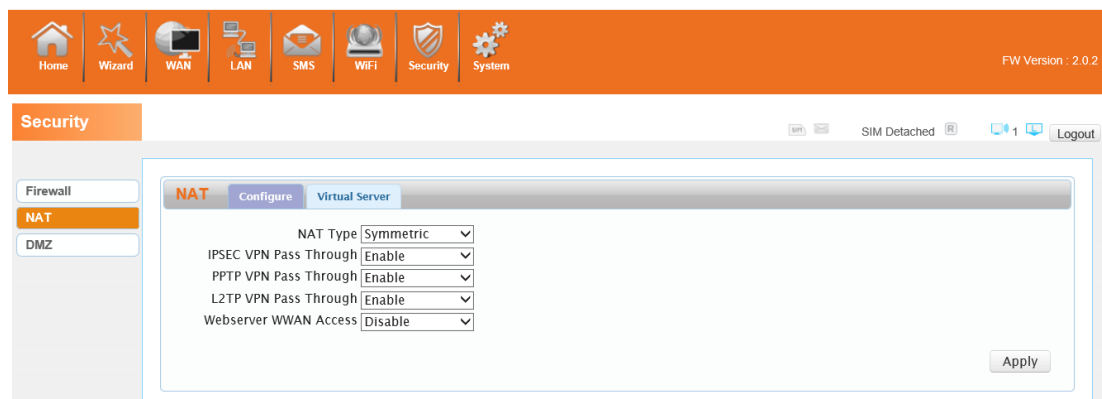 Home Wizard WAN LAN SMS WiFi Security System
FW Version : 2.0.2
Security
SIM SIM Detached R 1 Logout
Firewall
NAT
DMZ
NAT Configure Virtual Server
NAT Type Symmetric
IPSEC VPN Pass Through Enable
PPTP VPN Pass Through Enable
L2TP VPN Pass Through Enable
Webserver WWAN Access Disable
Apply